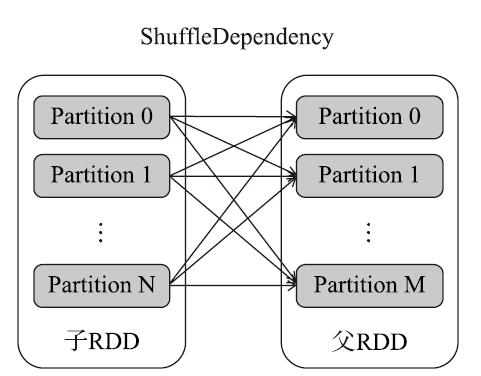 ShuffleDependency
Partition 0
Partition 1
⋮
Partition N
子RDD
Partition 0
Partition 1
⋮
Partition M
父RDD